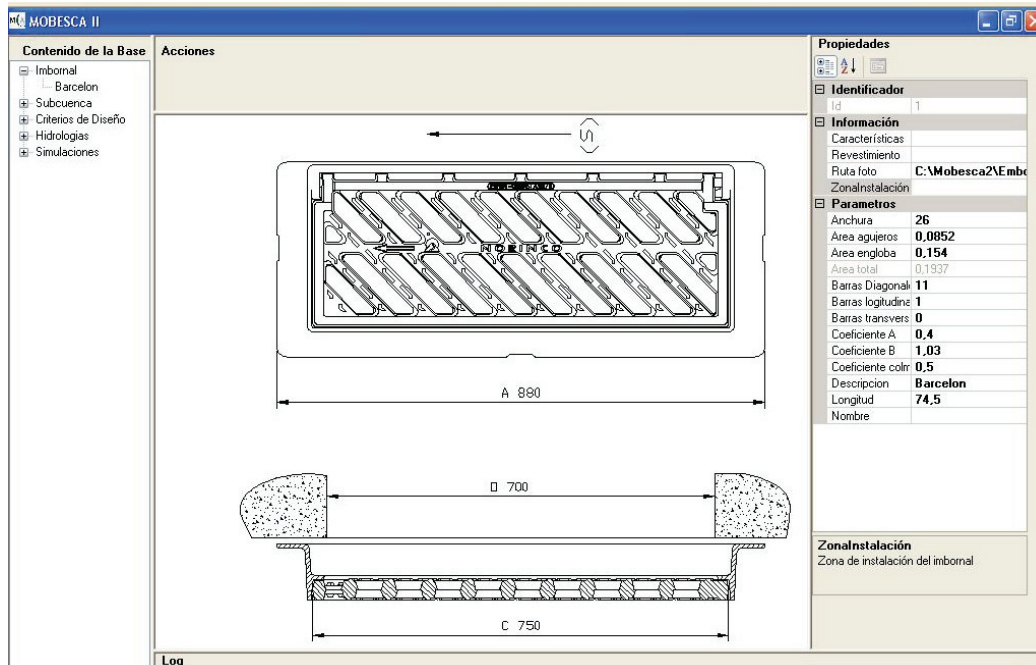 MOBESCA II
Contenido de la Base
Imbornal
Barcelon
Subcuenca
Criterios de Diseño
Hidrologias
Simulaciones
Acciones
(S)
NORINCO
A 880
D 700
C 750
Log
Propiedades
Identificador
Id 1
Información
Características
Revestimiento
Ruta foto C:\Mobesca2\Embo
ZonaInstalación
Parametros
Anchura 26
Area agujeros 0,0852
Area engloba 0,154
Area total 0,1937
Barras Diagonal 11
Barras logitudina 1
Barras transvers 0
Coeficiente A 0,4
Coeficiente B 1,03
Coeficiente colm 0,5
Descripcion Barcelon
Longitud 74,5
Nombre
ZonaInstalación
Zona de instalación del imbornal